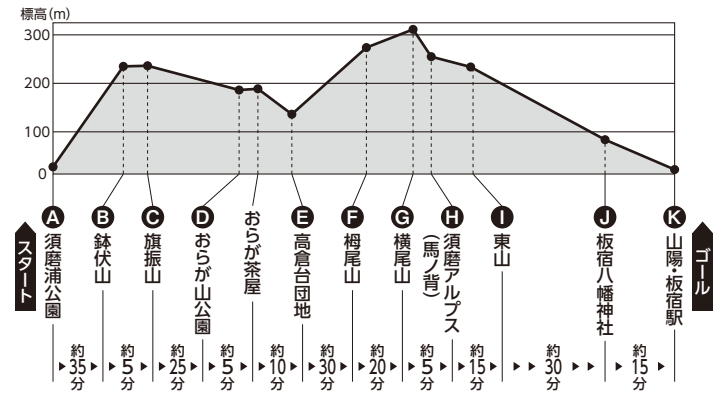 標高(m)
300
200
100
0
スタート
A 須磨浦公園
B 鉢伏山
C 旗振山
D おらが山公園
おらが茶屋
E 高倉台団地
F 栂尾山
G 横尾山
H 須磨アルプス
(馬ノ背)
I 東山
J 板宿八幡神社
K 山陽・板宿駅
ゴール
約35分
約5分
約25分
約5分
約10分
約30分
約20分
約5分
約15分
約30分
約15分